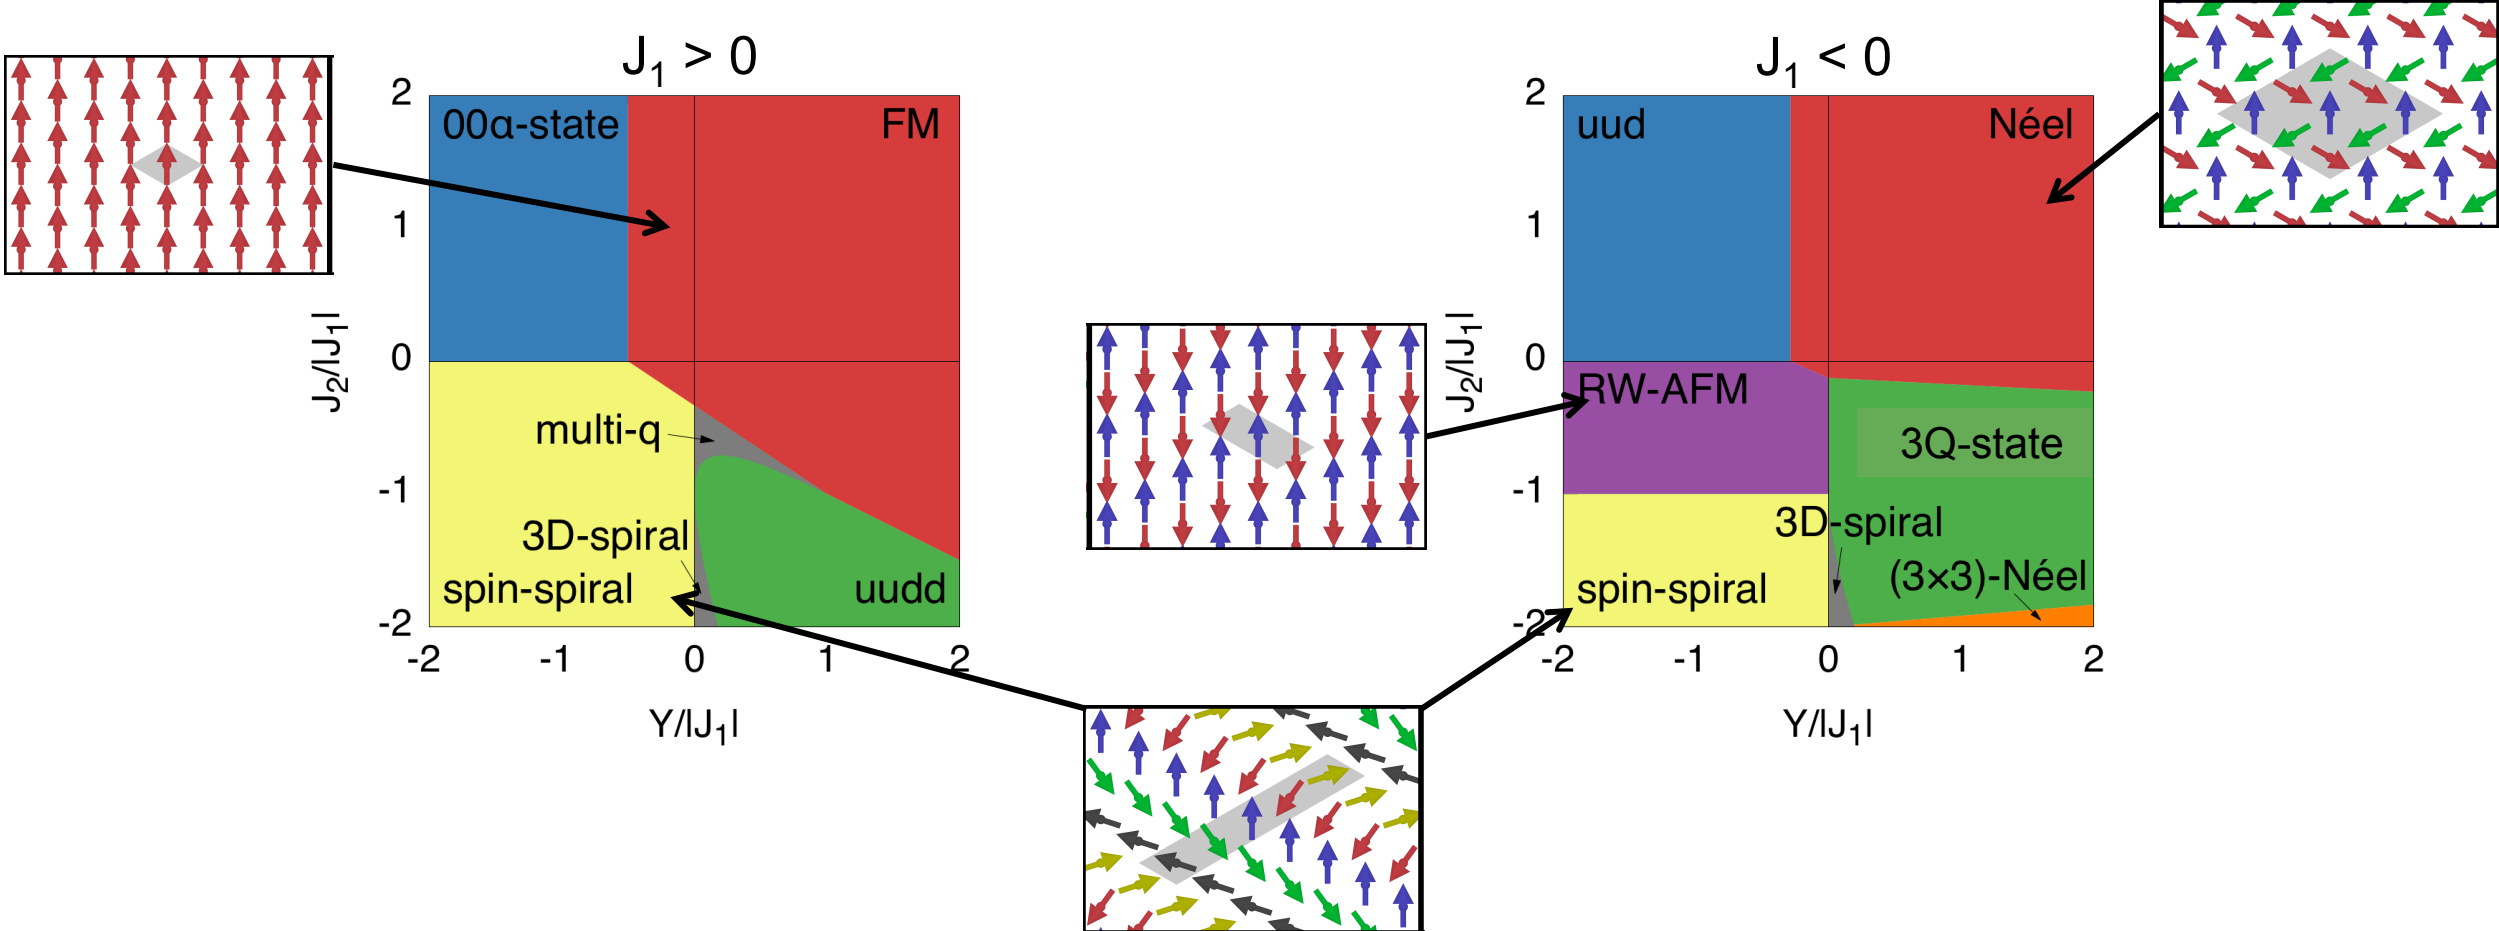 J1 > 0
2
1
0
-1
-2
J2/|J1|
00α-state
FM
multi-q
3D-spiral
spin-spiral
uudd
-2
-1
0
1
2
Y/|J1|
J1 < 0
2
1
0
-1
-2
J2/|J1|
uud
Néel
RW-AFM
3Q-state
3D-spiral
(3×3)-Néel
spin-spiral
-2
-1
0
1
2
Y/|J1|